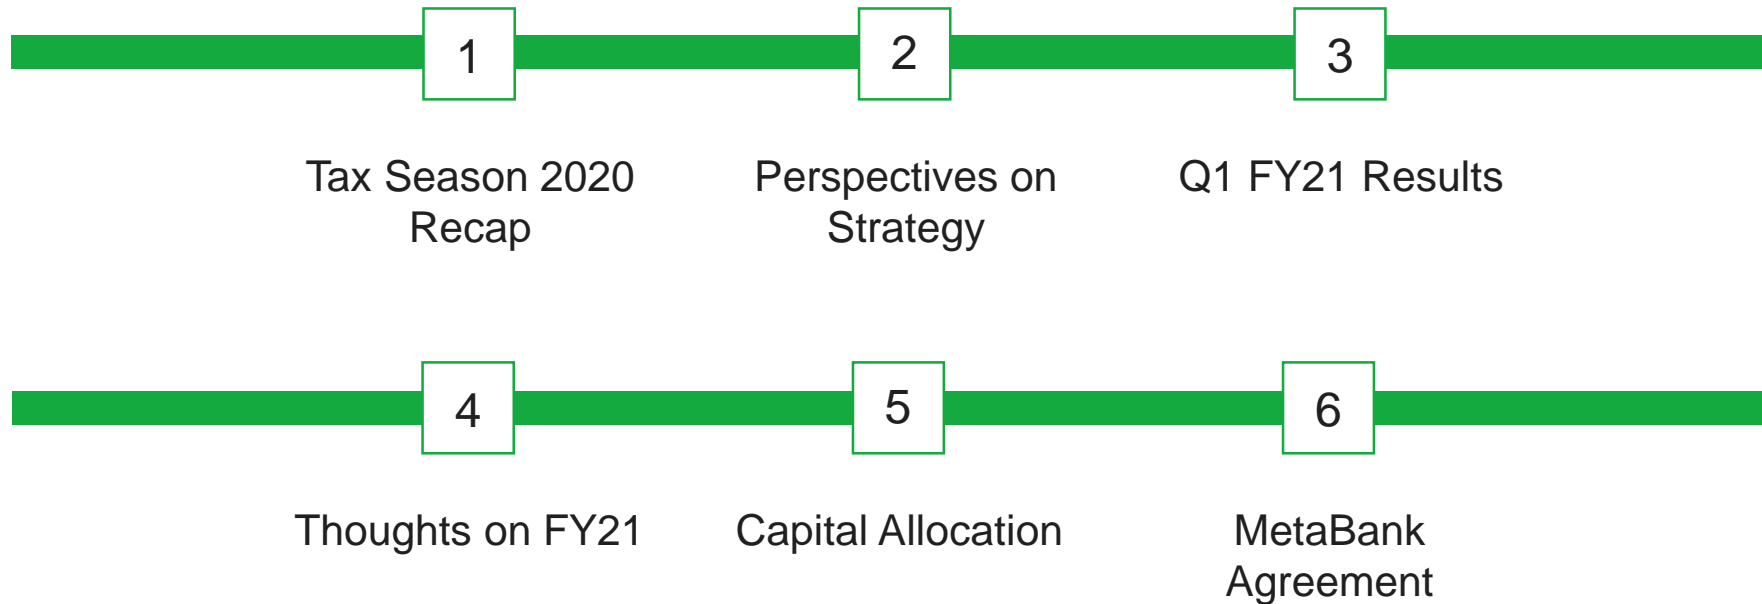 1
2
3
Tax Season 2020
Recap
Perspectives on
Strategy
Q1 FY21 Results
4
5
6
Thoughts on FY21
Capital Allocation
MetaBank
Agreement